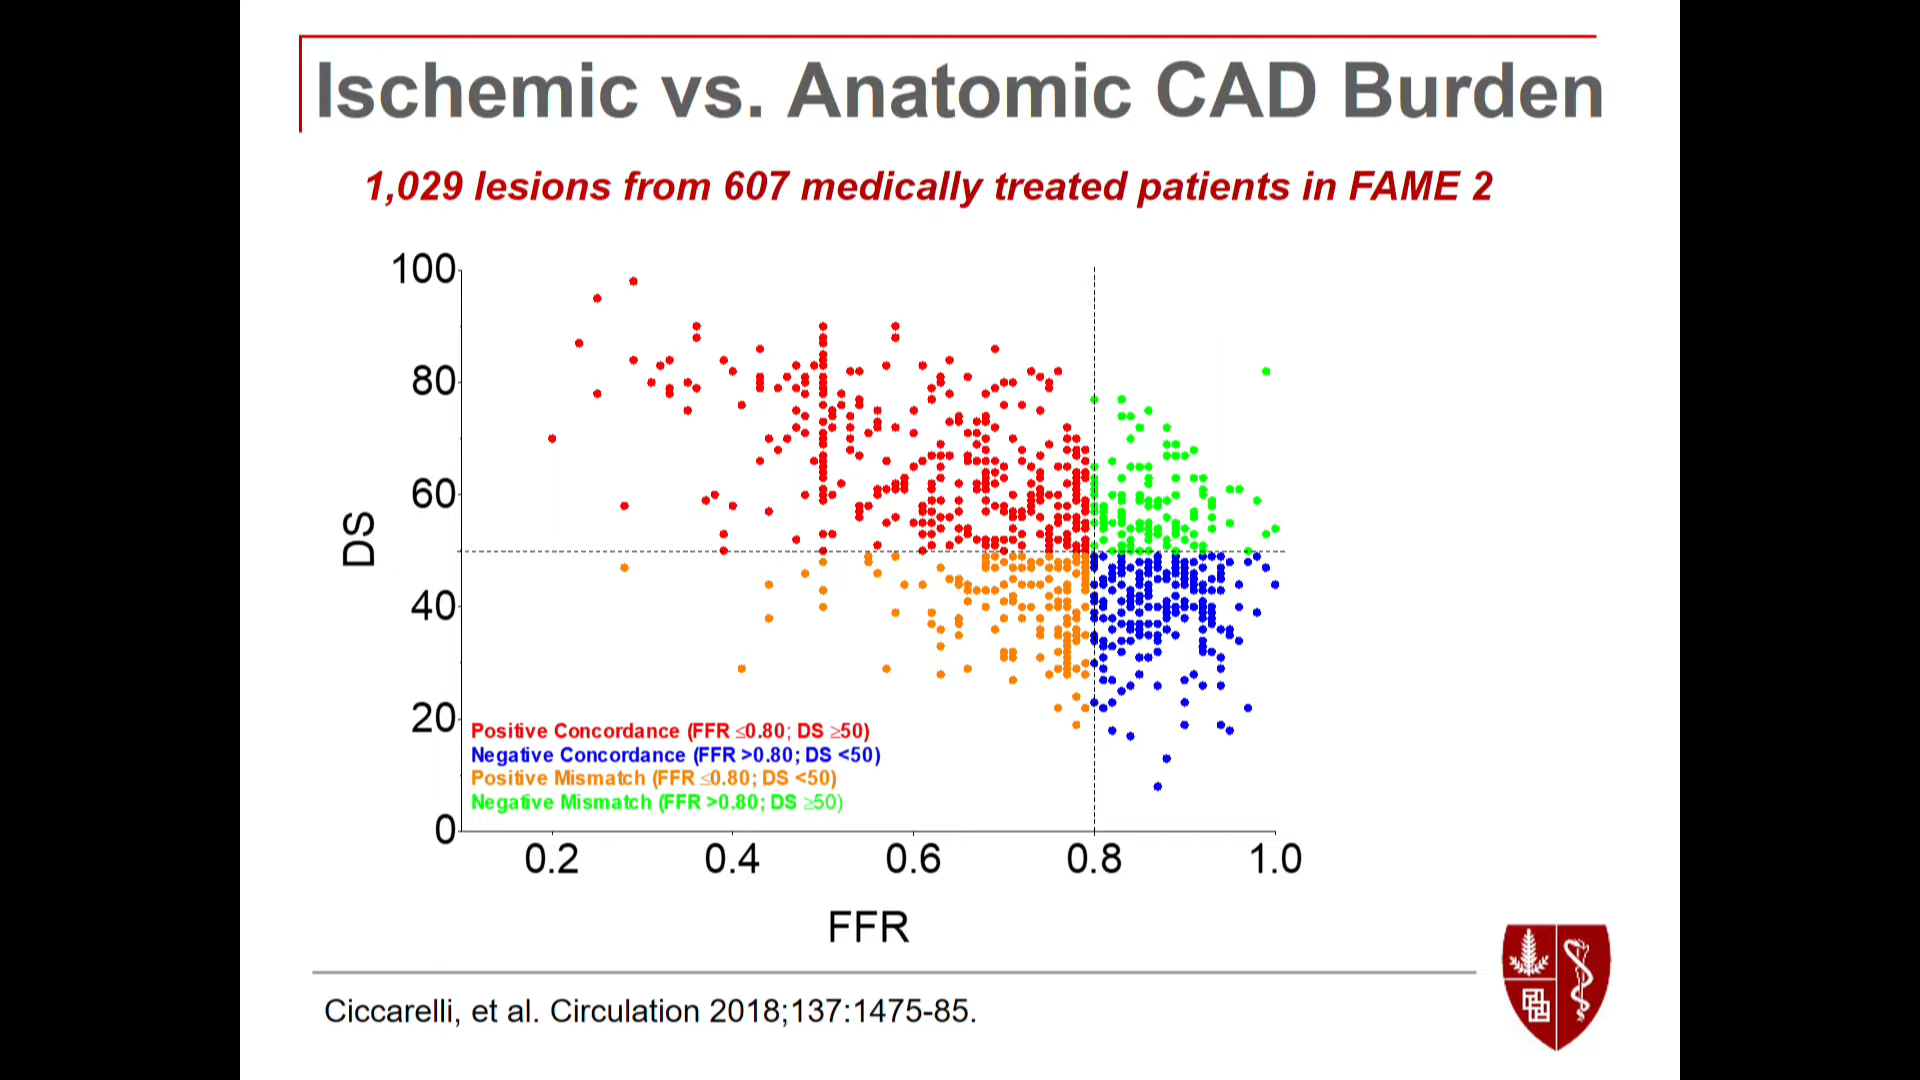 Ischemic vs. Anatomic CAD Burden
1,029 lesions from 607 medically treated patients in FAME 2
100
80
60
40
20
0
DS
Positive Concordance (FFR ≤0.80; DS ≥50)
Negative Concordance (FFR >0.80; DS <50)
Positive Mismatch (FFR ≤0.80; DS <50)
Negative Mismatch (FFR >0.80; DS ≥50)
0.2 0.4 0.6 0.8 1.0
FFR
Ciccarelli, et al. Circulation 2018;137:1475-85.